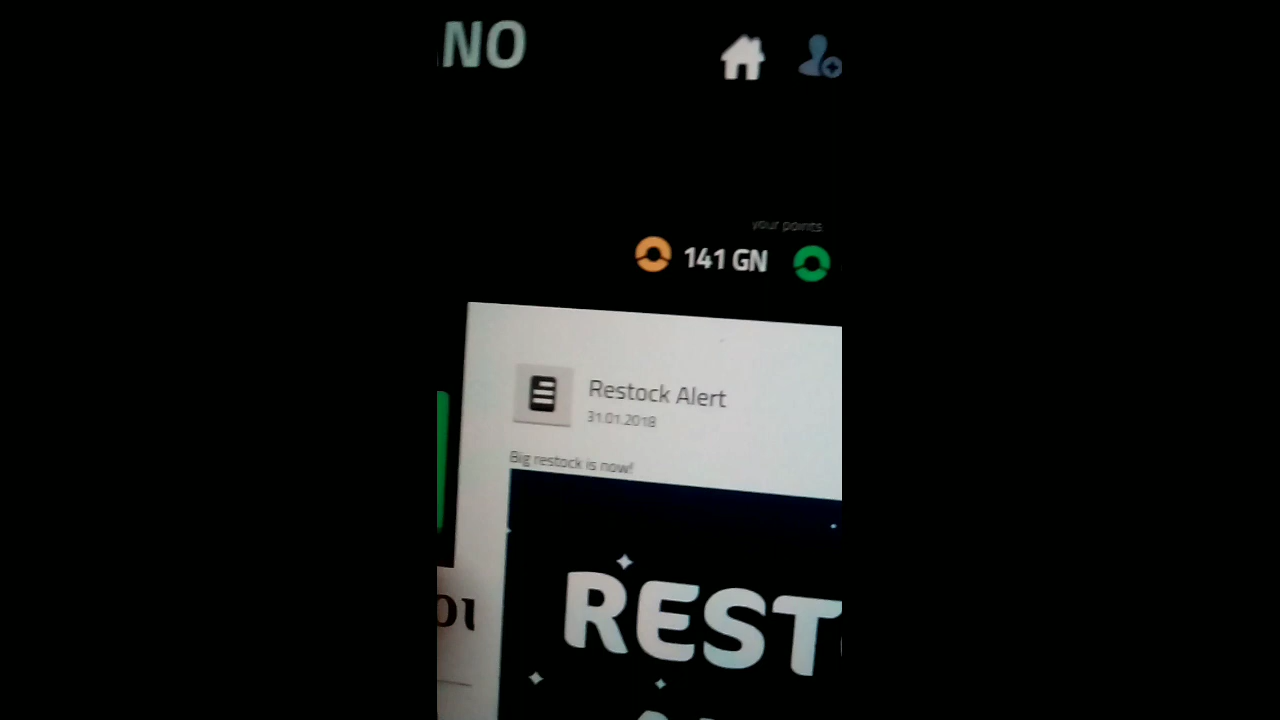 NO
your points
141 GN
Restock Alert
31.01.2018
Big restock is now!
REST